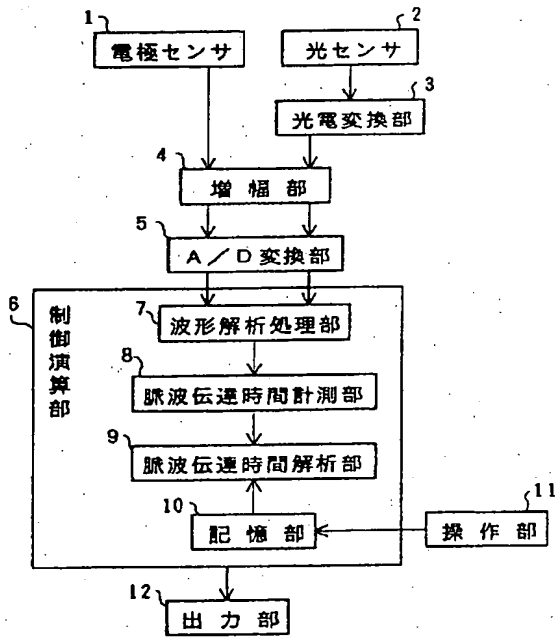 1
電極センサ
2
光センサ
3
光電変換部
4
増幅部
5
A/D変換部
6
制御演算部
7
波形解析処理部
8
脈波伝達時間計測部
9
脈波伝達時間解析部
10
記憶部
11
操作部
12
出力部